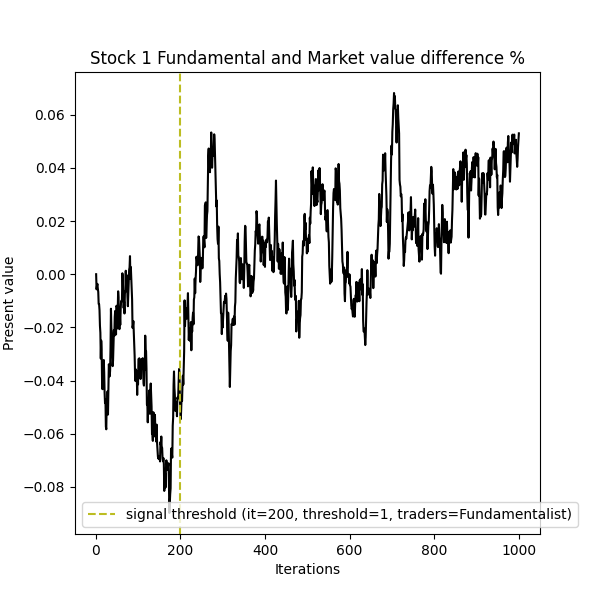 Stock 1 Fundamental and Market value difference %
0.06
0.04
0.02
0.00
−0.02
−0.04
−0.06
−0.08
Present value
signal threshold (it=200, threshold=1, traders=Fundamentalist)
0 200 400 600 800 1000
Iterations